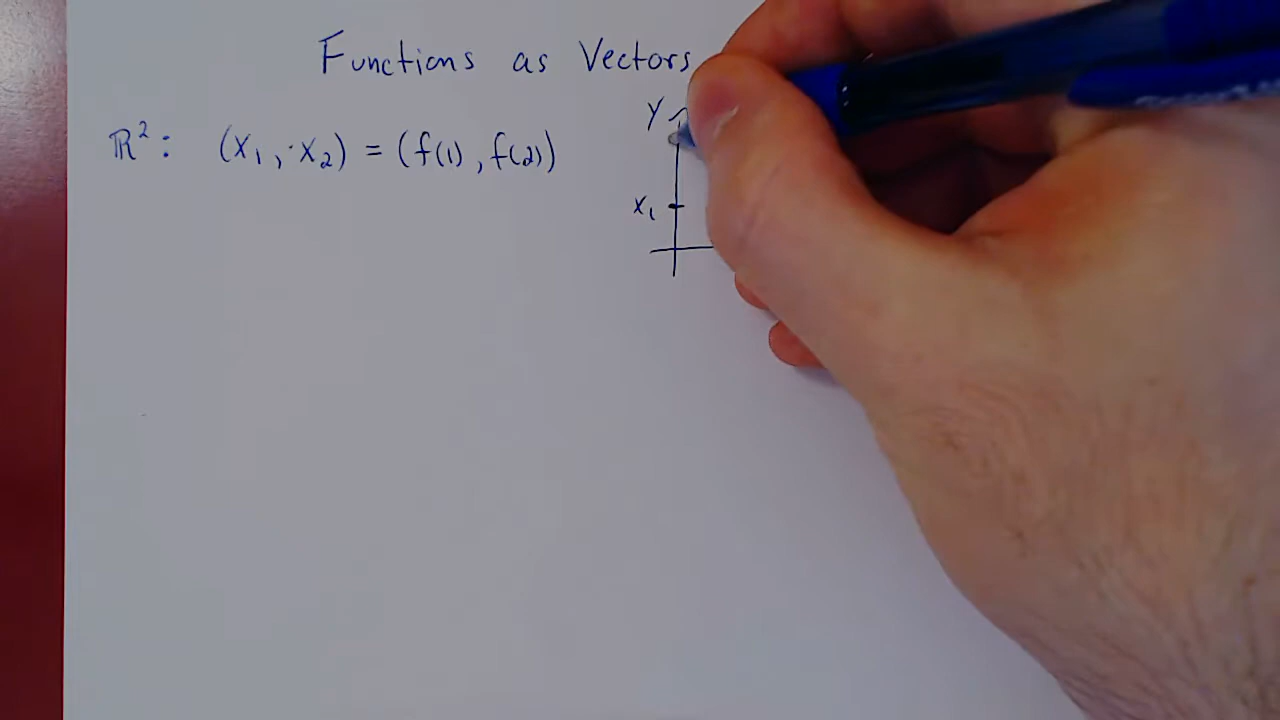 Functions as Vectors
ℝ²: (x₁, x₂) = (f(1), f(2))
y
x₁